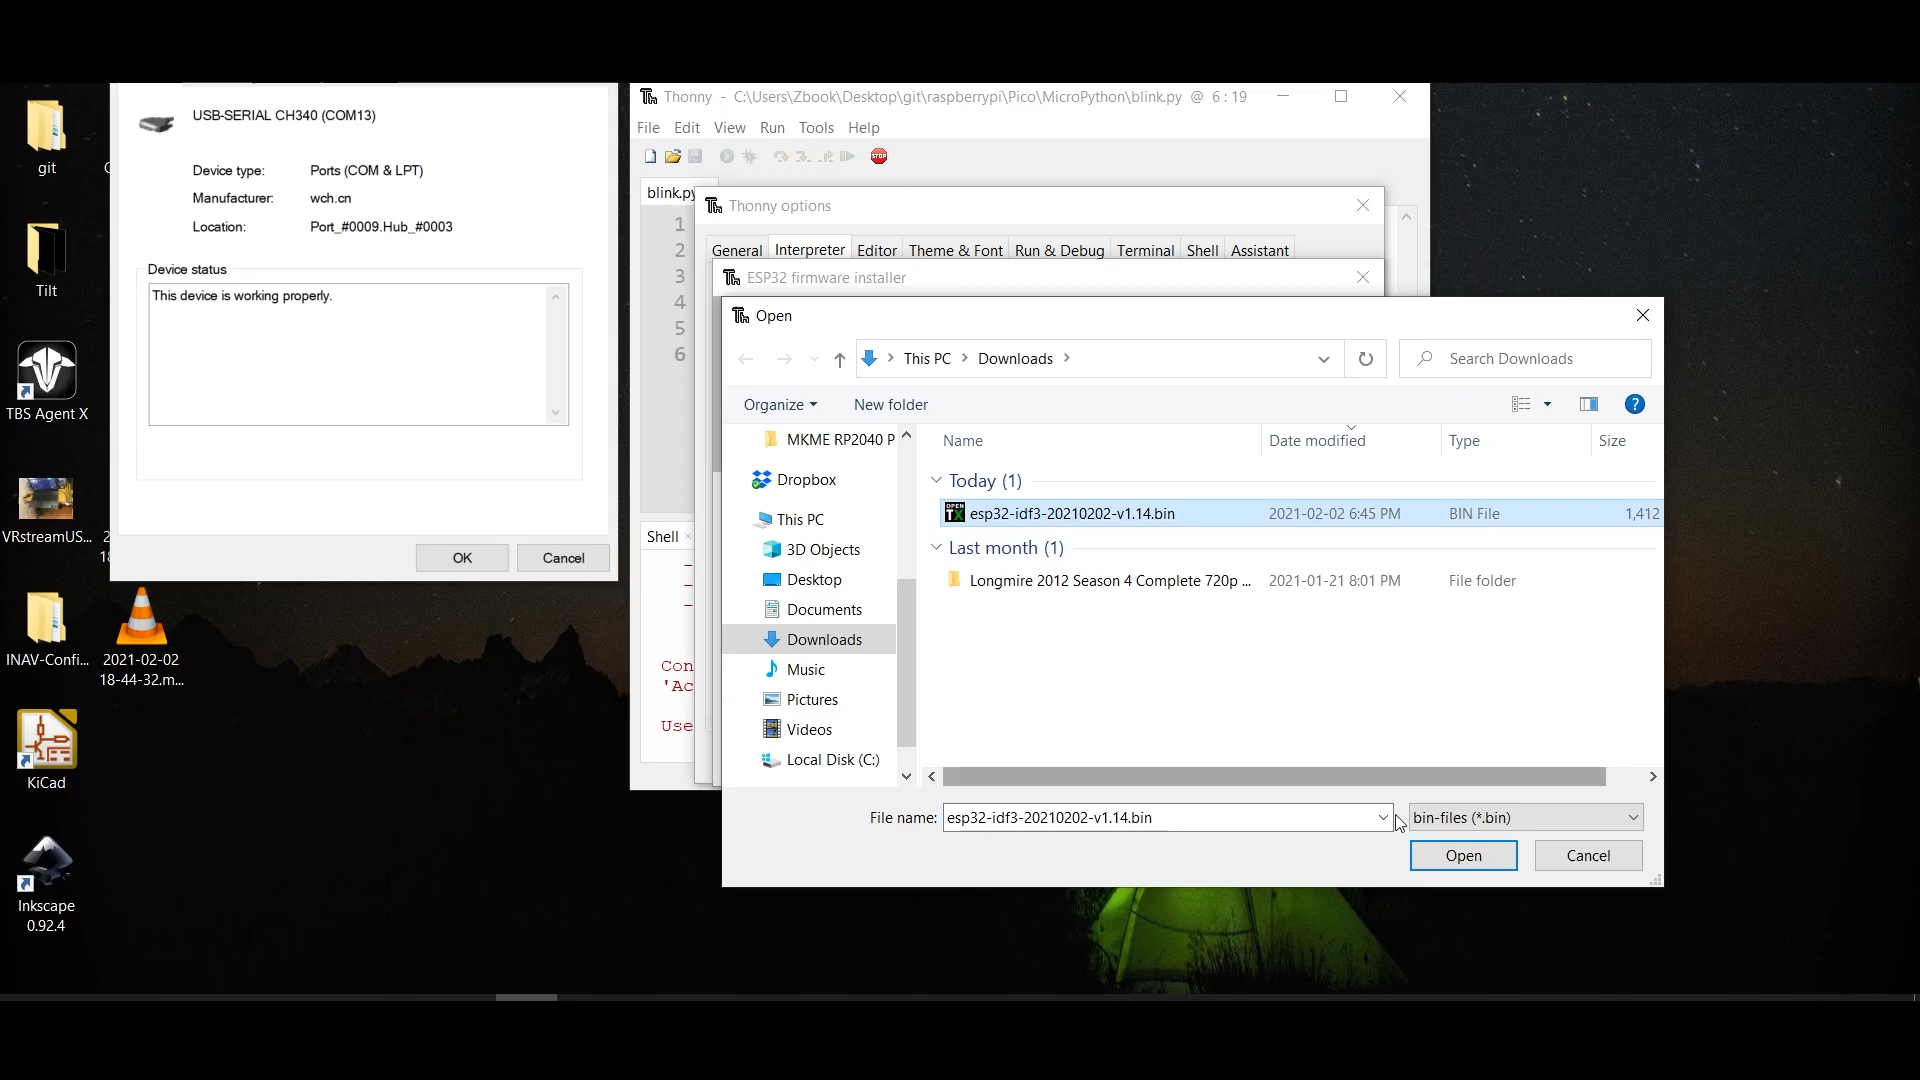 git
Tilt
TBS Agent X
VRstreamUS...
INAV-Confi...
2021-02-02
18-44-32.m...
KiCad
Inkscape
0.92.4
USB-SERIAL CH340 (COM13)
Device type: Ports (COM & LPT)
Manufacturer: wch.cn
Location: Port_#0009.Hub_#0003
Device status
This device is working properly.
OK Cancel
Thonny - C:\Users\Zbook\Desktop\git\raspberrypi\Pico\MicroPython\blink.py @ 6 : 19
File Edit View Run Tools Help
STOP
blink.py
1
2
3
4
5
6
Shell
Con
'Ac
Use
Thonny options
General Interpreter Editor Theme & Font Run & Debug Terminal Shell Assistant
ESP32 firmware installer
Open
This PC > Downloads >
Search Downloads
Organize New folder
MKME RP2040 P
Dropbox
This PC
3D Objects
Desktop
Documents
Downloads
Music
Pictures
Videos
Local Disk (C:)
Name Date modified Type Size
Today (1)
OPEN TX esp32-idf3-20210202-v1.14.bin 2021-02-02 6:45 PM BIN File 1,412
Last month (1)
Longmire 2012 Season 4 Complete 720p ... 2021-01-21 8:01 PM File folder
File name: esp32-idf3-20210202-v1.14.bin bin-files (*.bin)
Open Cancel